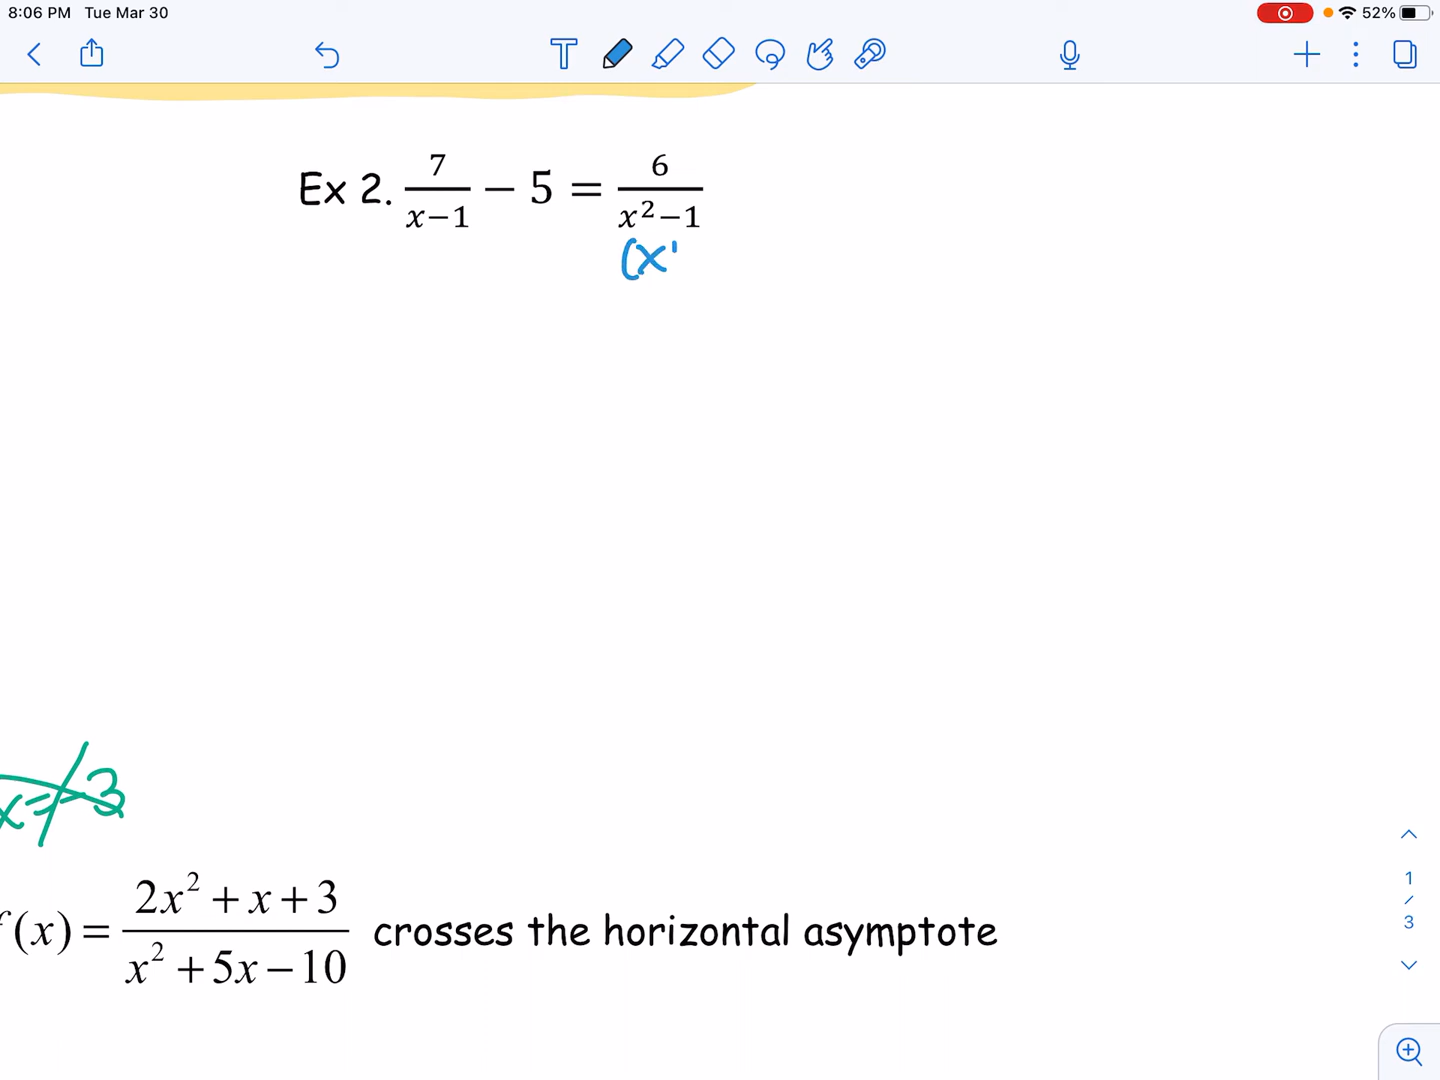 8:06 PM Tue Mar 30 52%
Ex 2. 7/(x−1) − 5 = 6/(x²−1)
(x'
x=-3
f(x) = (2x² + x + 3)/(x² + 5x − 10) crosses the horizontal asymptote
1
/
3